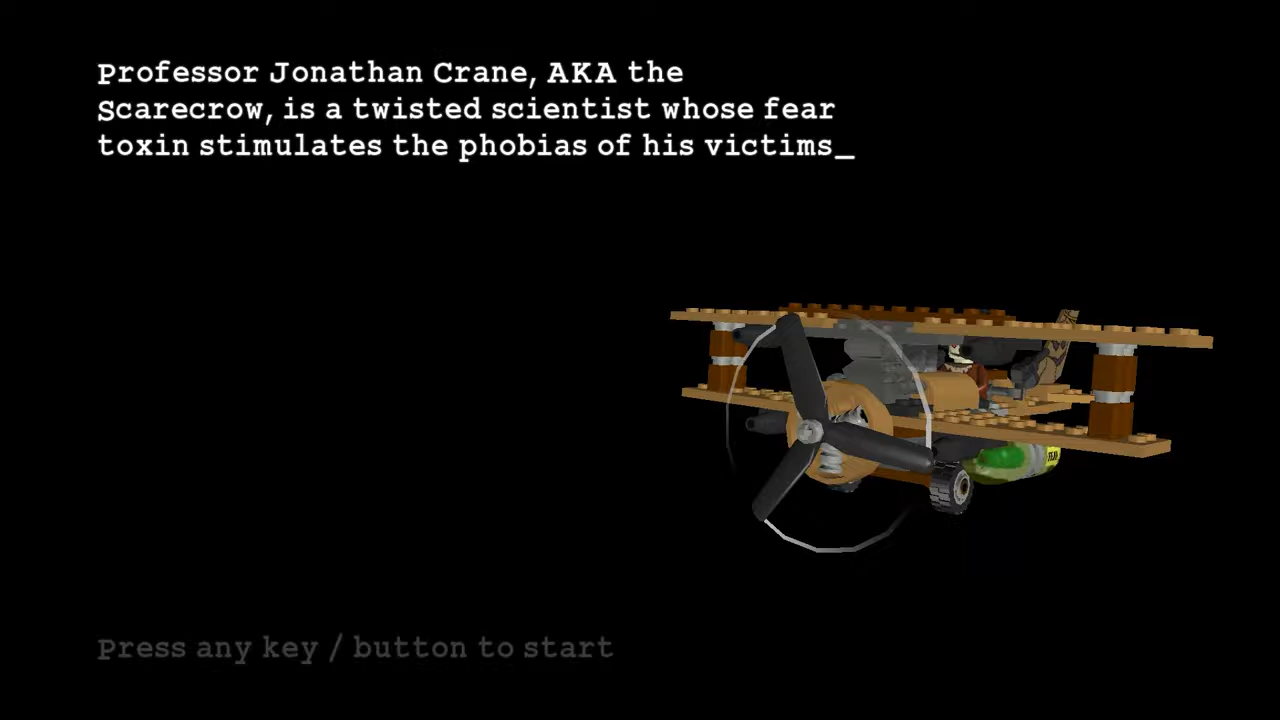 Professor Jonathan Crane, AKA the
Scarecrow, is a twisted scientist whose fear
toxin stimulates the phobias of his victims_
Press any key / button to start